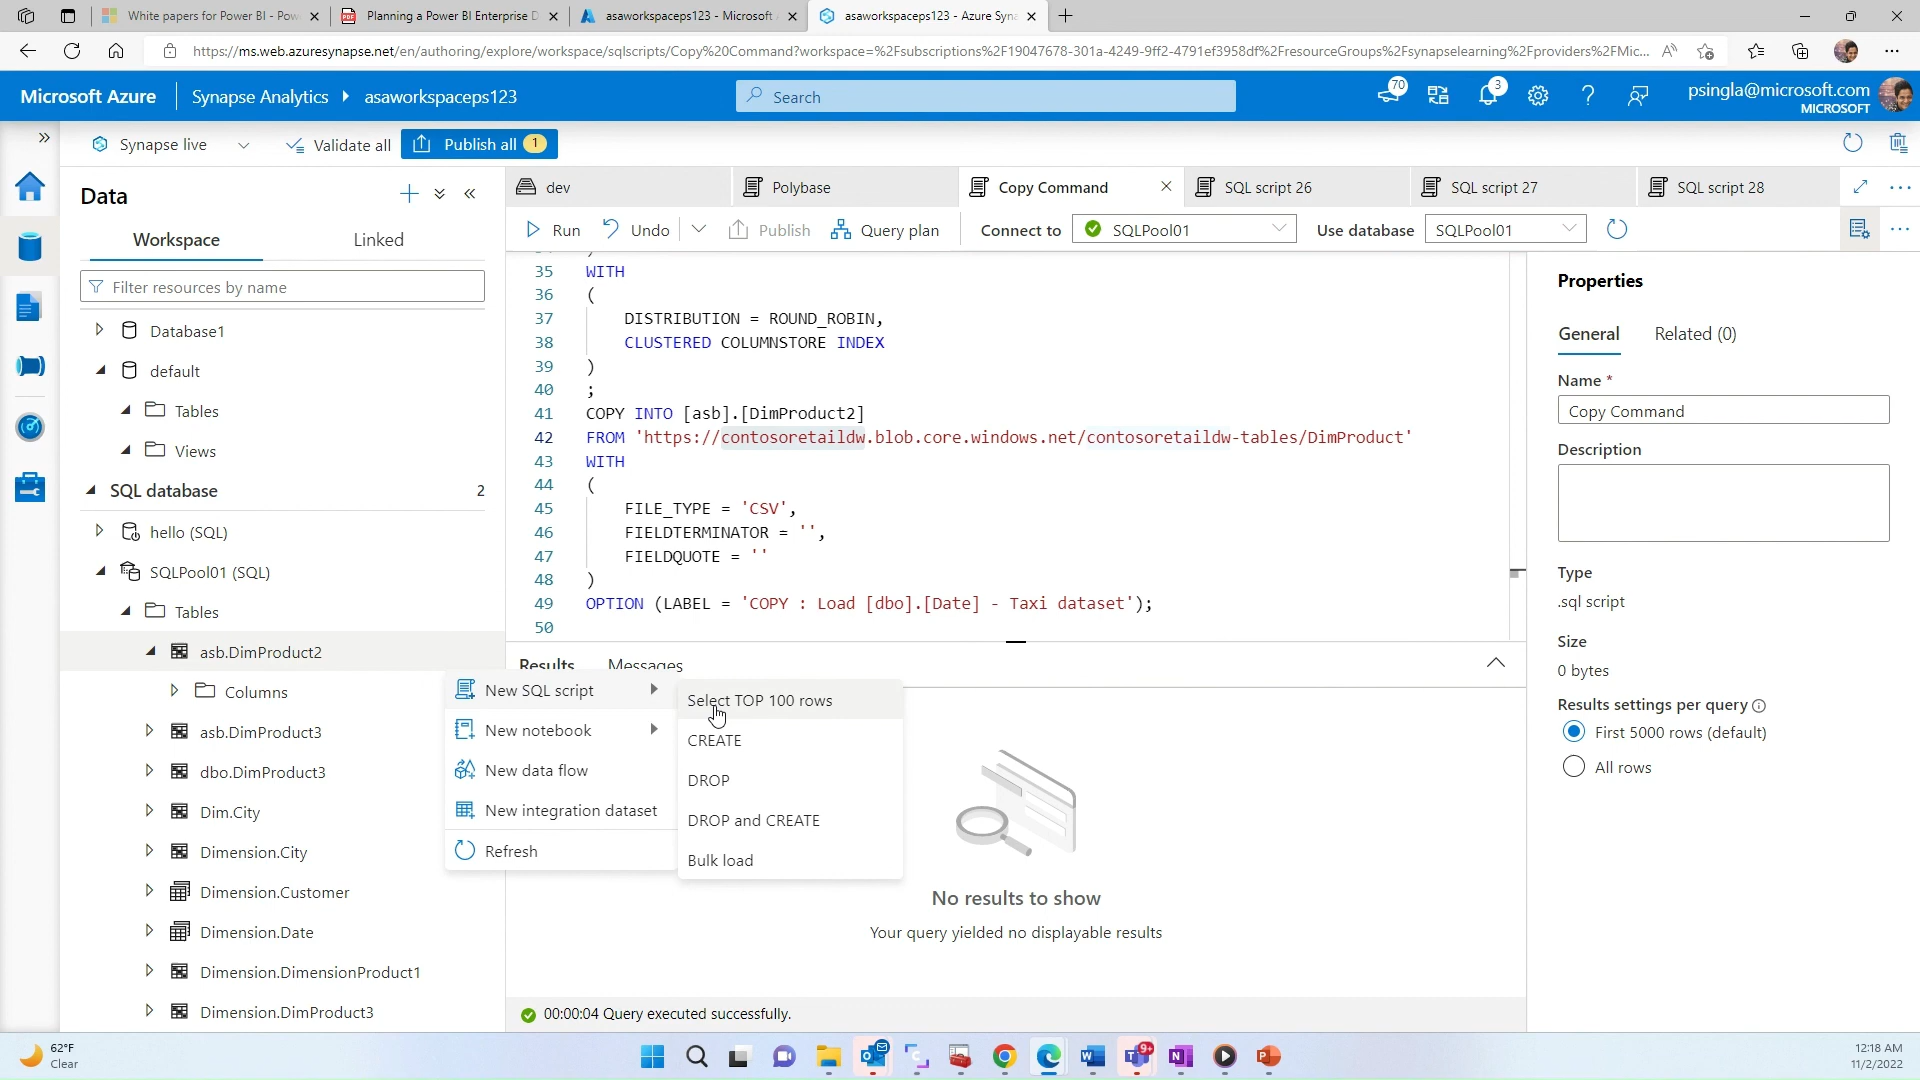 White papers for Power BI - Pow
Planning a Power BI Enterprise D
asaworkspaceps123 - Microsoft
asaworkspaceps123 - Azure Syna
https://ms.web.azuresynapse.net/en/authoring/explore/workspace/sqlscripts/Copy%20Command?workspace=%2Fsubscriptions%2F19047678-301a-4249-9ff2-4791ef3958df%2FresourceGroups%2Fsynapselearning%2Fproviders%2FMic...
Microsoft Azure
Synapse Analytics
asaworkspaceps123
Search
70
3
psingla@microsoft.com
MICROSOFT
Synapse live
Validate all
Publish all 1
Data
Workspace
Linked
Filter resources by name
Database1
default
Tables
Views
SQL database 2
hello (SQL)
SQLPool01 (SQL)
Tables
asb.DimProduct2
Columns
asb.DimProduct3
dbo.DimProduct3
Dim.City
Dimension.City
Dimension.Customer
Dimension.Date
Dimension.DimensionProduct1
Dimension.DimProduct3
dev
Polybase
Copy Command
SQL script 26
SQL script 27
SQL script 28
Run
Undo
Publish
Query plan
Connect to
SQLPool01
Use database
SQLPool01
35 WITH
36 (
37 DISTRIBUTION = ROUND_ROBIN,
38 CLUSTERED COLUMNSTORE INDEX
39 )
40 ;
41 COPY INTO [asb].[DimProduct2]
42 FROM 'https://contosoretaildw.blob.core.windows.net/contosoretaildw-tables/DimProduct'
43 WITH
44 (
45 FILE_TYPE = 'CSV',
46 FIELDTERMINATOR = '',
47 FIELDQUOTE = ''
48 )
49 OPTION (LABEL = 'COPY : Load [dbo].[Date] - Taxi dataset');
50
Results
Messages
New SQL script
New notebook
New data flow
New integration dataset
Refresh
Select TOP 100 rows
CREATE
DROP
DROP and CREATE
Bulk load
No results to show
Your query yielded no displayable results
00:00:04 Query executed successfully.
Properties
General
Related (0)
Name *
Copy Command
Description
Type
.sql script
Size
0 bytes
Results settings per query
First 5000 rows (default)
All rows
62°F
Clear
9+
12:18 AM
11/2/2022